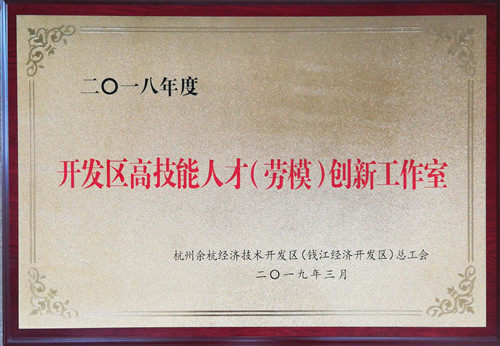 二〇一八年度
开发区高技能人才(劳模)创新工作室
杭州余杭经济技术开发区(钱江经济开发区)总工会
二〇一九年三月